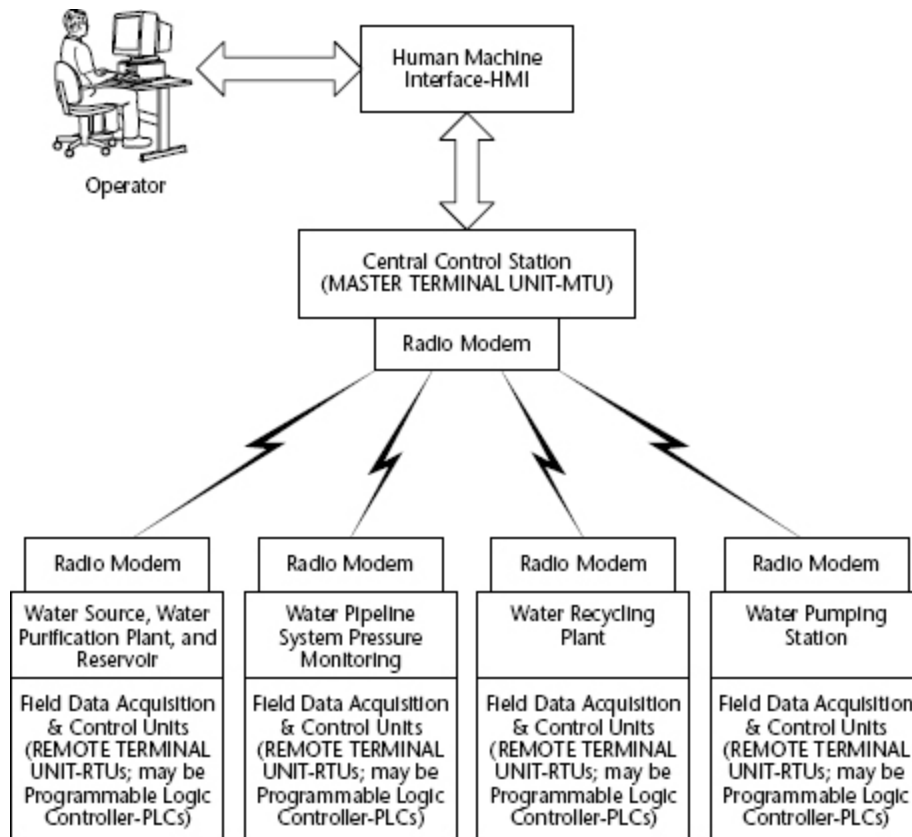 Human Machine
Interface-HMI
Operator
Central Control Station
(MASTER TERMINAL UNIT-MTU)
Radio Modem
Radio Modem
Water Source, Water
Purification Plant, and
Reservoir
Field Data Acquisition
& Control Units
(REMOTE TERMINAL
UNIT-RTUs; may be
Programmable Logic
Controller-PLCs)
Radio Modem
Water Pipeline
System Pressure
Monitoring
Field Data Acquisition
& Control Units
(REMOTE TERMINAL
UNIT-RTUs; may be
Programmable Logic
Controller-PLCs)
Radio Modem
Water Recycling
Plant
Field Data Acquisition
& Control Units
(REMOTE TERMINAL
UNIT-RTUs; may be
Programmable Logic
Controller-PLCs)
Radio Modem
Water Pumping
Station
Field Data Acquisition
& Control Units
(REMOTE TERMINAL
UNIT-RTUs; may be
Programmable Logic
Controller-PLCs)